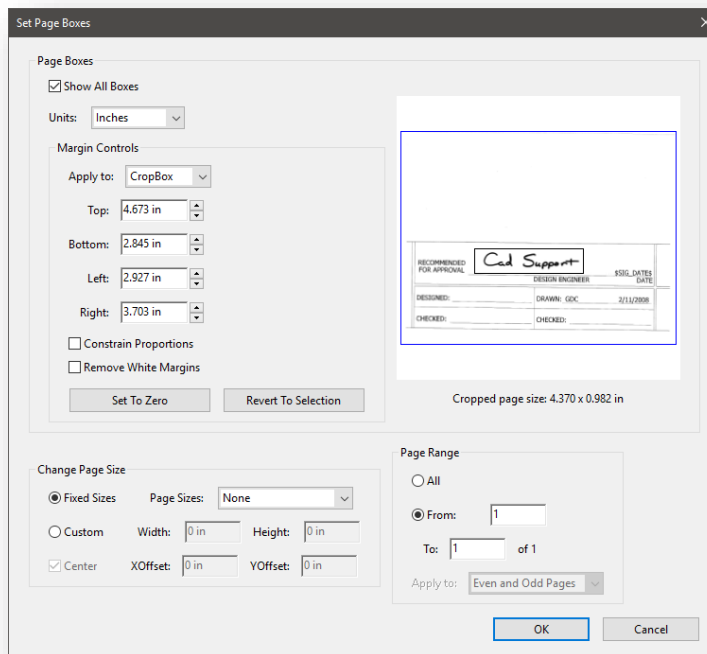 Set Page Boxes
Page Boxes
Show All Boxes
Units: Inches
Margin Controls
Apply to: CropBox
Top: 4.673 in
Bottom: 2.845 in
Left: 2.927 in
Right: 3.703 in
Constrain Proportions
Remove White Margins
Set To Zero Revert To Selection
RECOMMENDED
FOR APPROVAL
Cad Support
DESIGN ENGINEER
$SIG_DATE$
DATE
DESIGNED: DRAWN: GDC 2/11/2008
CHECKED: CHECKED:
Cropped page size: 4.370 x 0.982 in
Change Page Size
Fixed Sizes Page Sizes: None
Custom Width: 0 in Height: 0 in
Center XOffset: 0 in YOffset: 0 in
Page Range
All
From: 1
To: 1 of 1
Apply to: Even and Odd Pages
OK Cancel